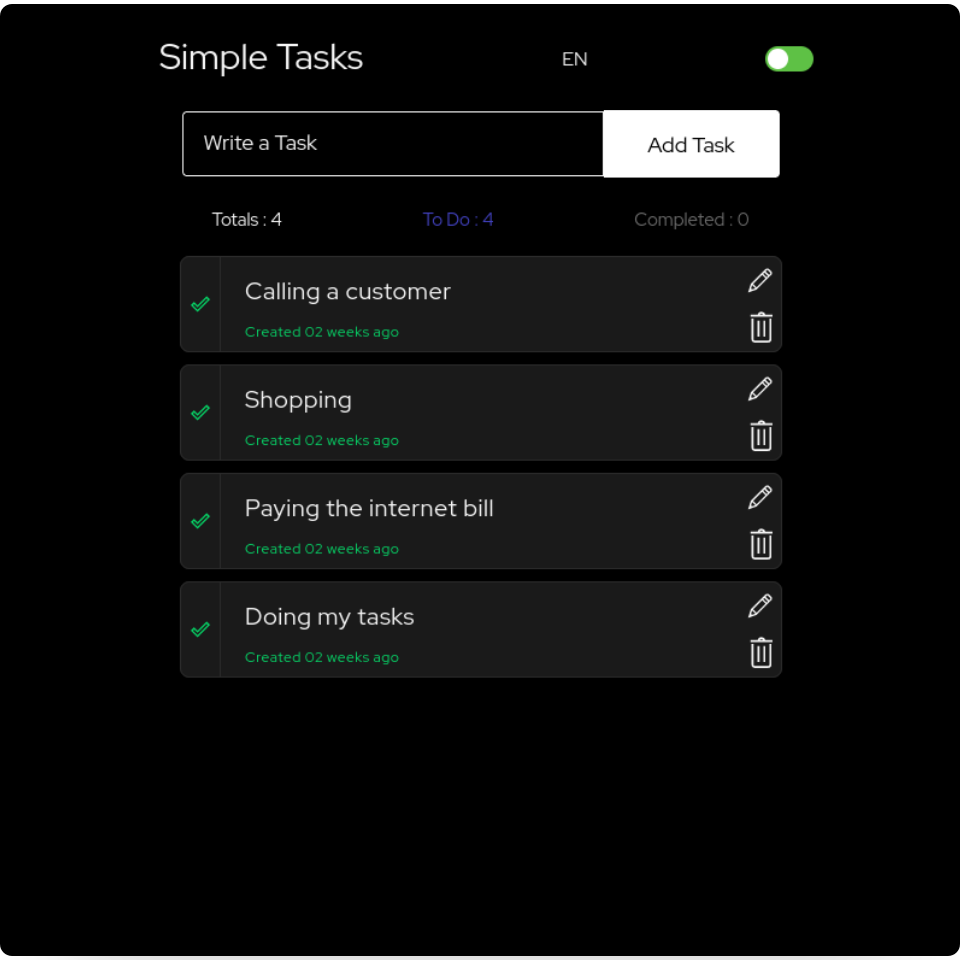 Simple Tasks
EN
Write a Task
Add Task
Totals : 4
To Do : 4
Completed : 0
Calling a customer
Created 02 weeks ago
Shopping
Created 02 weeks ago
Paying the internet bill
Created 02 weeks ago
Doing my tasks
Created 02 weeks ago